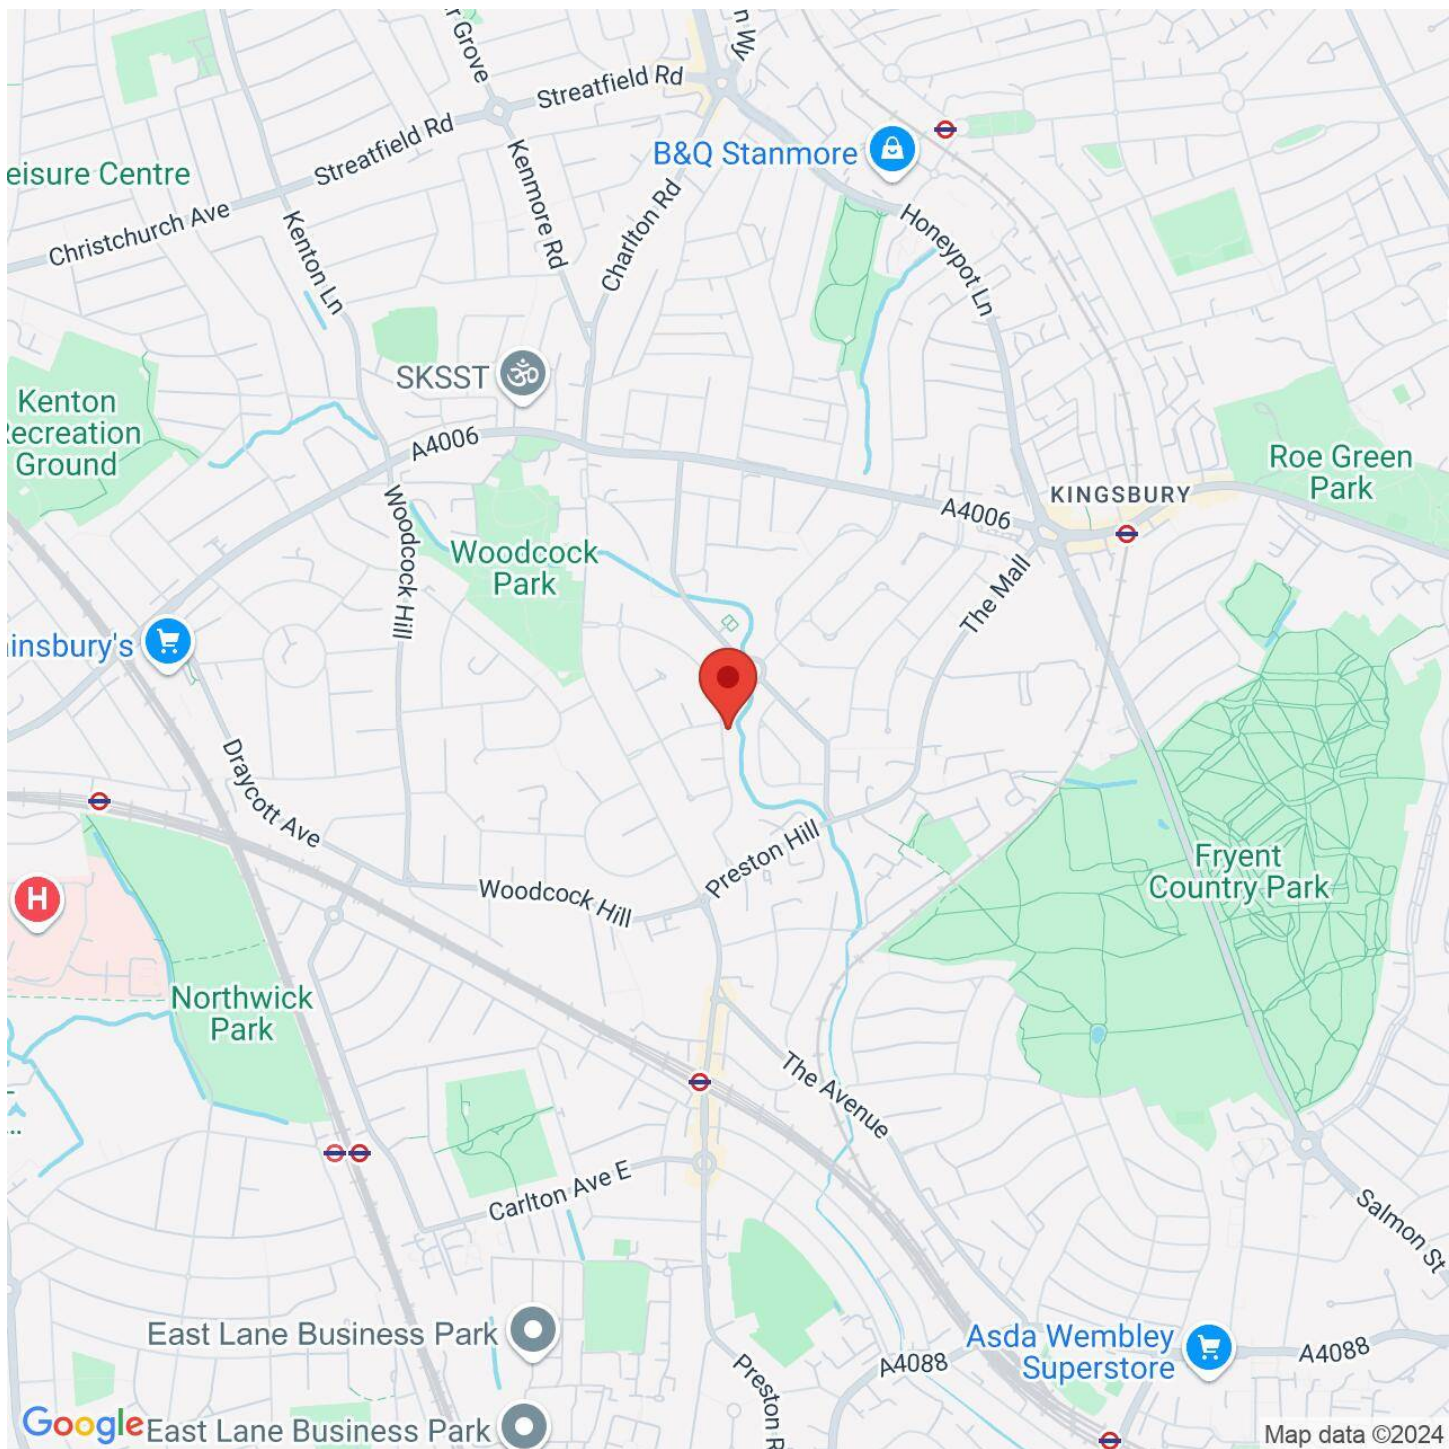 r Grove
n Wy
Streatfield Rd
Streatfield Rd
B&Q Stanmore
eisure Centre
Kenmore Rd
Charlton Rd
Christchurch Ave
Kenton Ln
Honeypot Ln
SKSST
Kenton
Recreation
Ground
A4006
Roe Green
Park
KINGSBURY
A4006
Woodcock Hill
Woodcock
Park
The Mall
ainsbury's
Draycott Ave
Preston Hill
Fryent
Country Park
H
Woodcock Hill
Northwick
Park
The Avenue
...
Carlton Ave E
Salmon St
East Lane Business Park
Asda Wembley
Superstore
A4088
A4088
Preston R
Google
East Lane Business Park
Map data ©2024